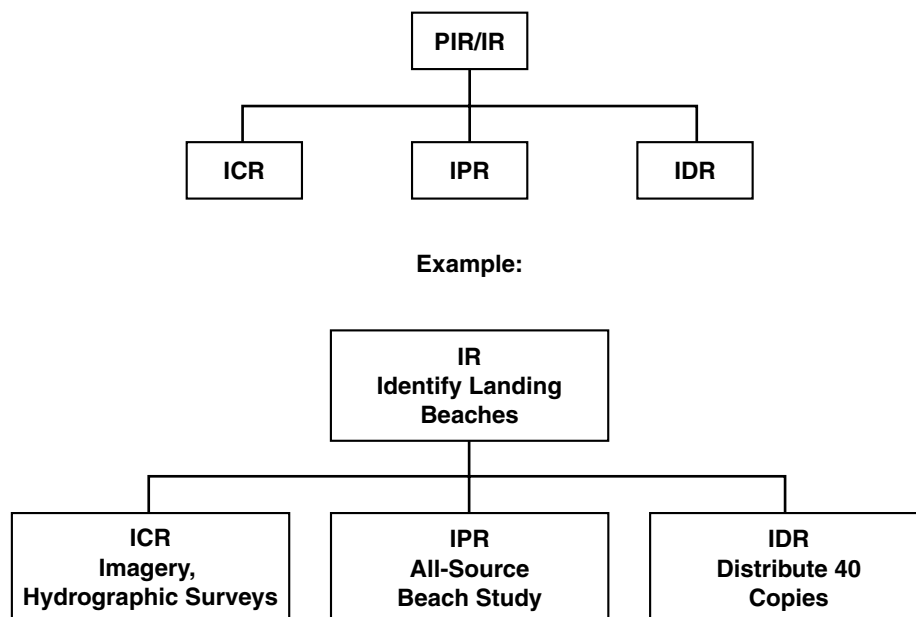 PIR/IR
ICR
IPR
IDR
Example:
IR
Identify Landing
Beaches
ICR
Imagery,
Hydrographic Surveys
IPR
All-Source
Beach Study
IDR
Distribute 40
Copies